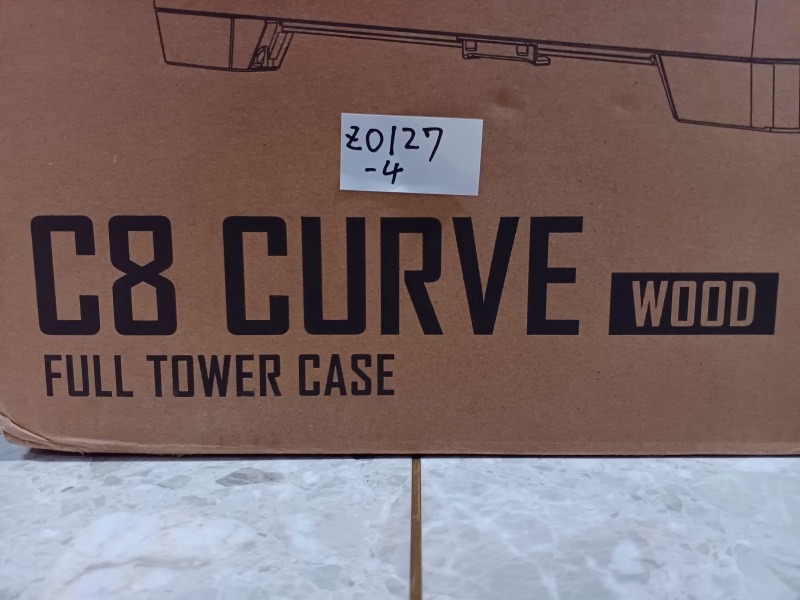 Z0127
-4
C8 CURVE WOOD
FULL TOWER CASE